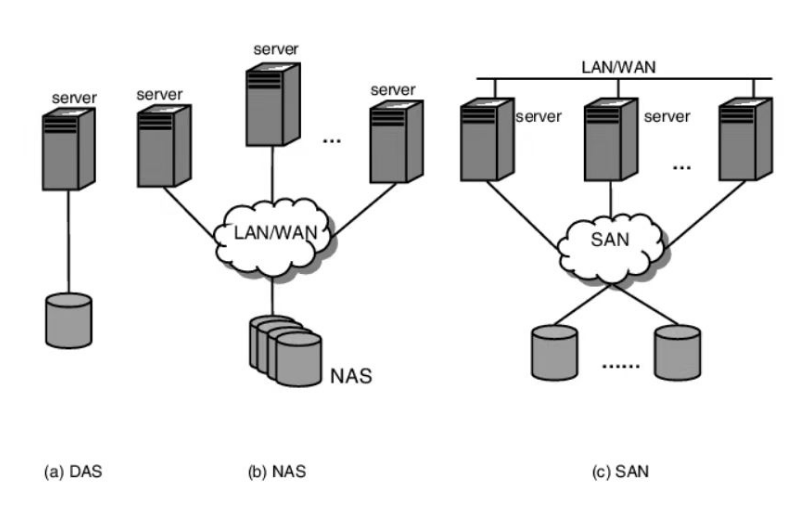 server
server
server
...
server
LAN/WAN
NAS
LAN/WAN
server
server
...
SAN
......
(a) DAS
(b) NAS
(c) SAN